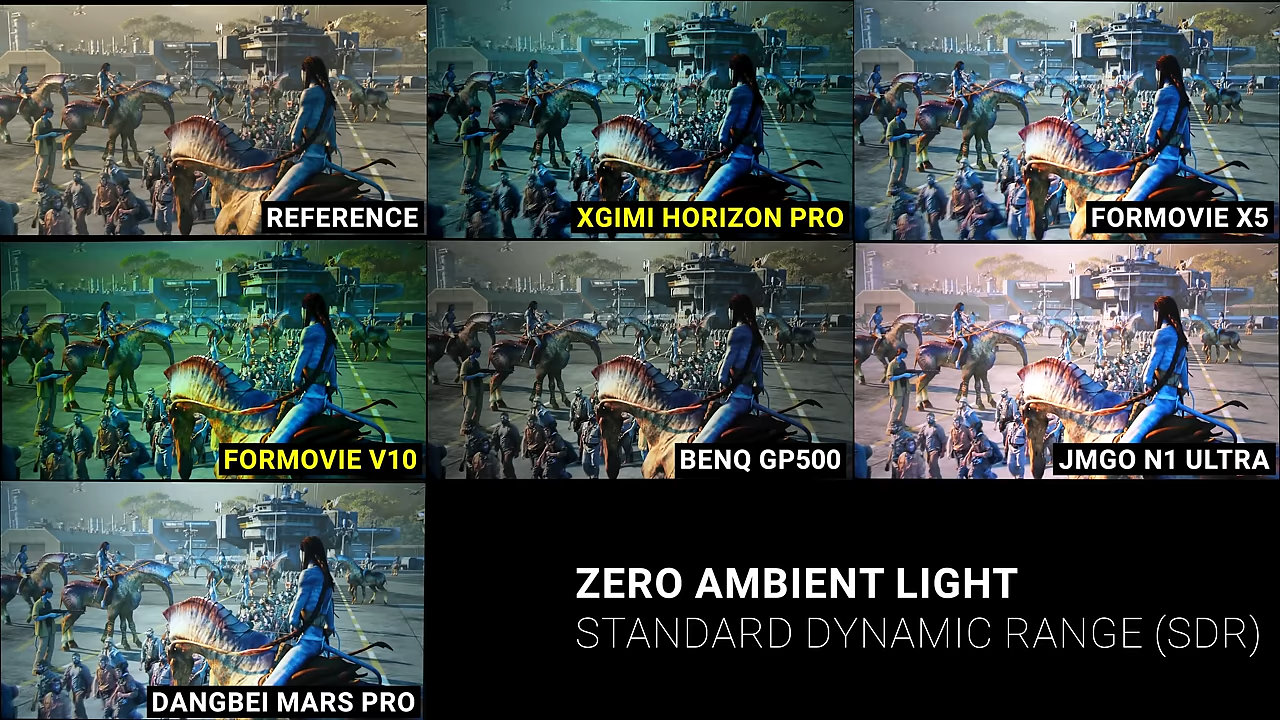 REFERENCE
XGIMI HORIZON PRO
FORMOVIE X5
FORMOVIE V10
BENQ GP500
JMGO N1 ULTRA
DANGBEI MARS PRO
ZERO AMBIENT LIGHT
STANDARD DYNAMIC RANGE (SDR)